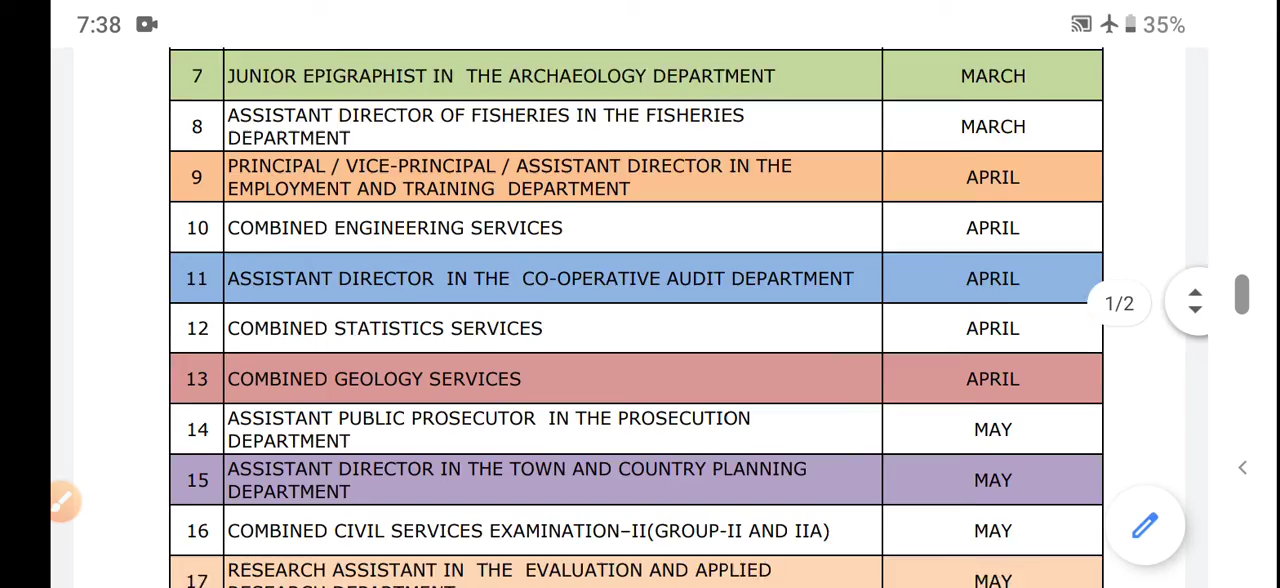 7:38 35%
7 JUNIOR EPIGRAPHIST IN THE ARCHAEOLOGY DEPARTMENT MARCH
8 ASSISTANT DIRECTOR OF FISHERIES IN THE FISHERIES
DEPARTMENT MARCH
9 PRINCIPAL / VICE-PRINCIPAL / ASSISTANT DIRECTOR IN THE
EMPLOYMENT AND TRAINING DEPARTMENT APRIL
10 COMBINED ENGINEERING SERVICES APRIL
11 ASSISTANT DIRECTOR IN THE CO-OPERATIVE AUDIT DEPARTMENT APRIL
1/2
12 COMBINED STATISTICS SERVICES APRIL
13 COMBINED GEOLOGY SERVICES APRIL
14 ASSISTANT PUBLIC PROSECUTOR IN THE PROSECUTION
DEPARTMENT MAY
15 ASSISTANT DIRECTOR IN THE TOWN AND COUNTRY PLANNING
DEPARTMENT MAY
16 COMBINED CIVIL SERVICES EXAMINATION–II(GROUP-II AND IIA) MAY
17 RESEARCH ASSISTANT IN THE EVALUATION AND APPLIED
RESEARCH DEPARTMENT MAY